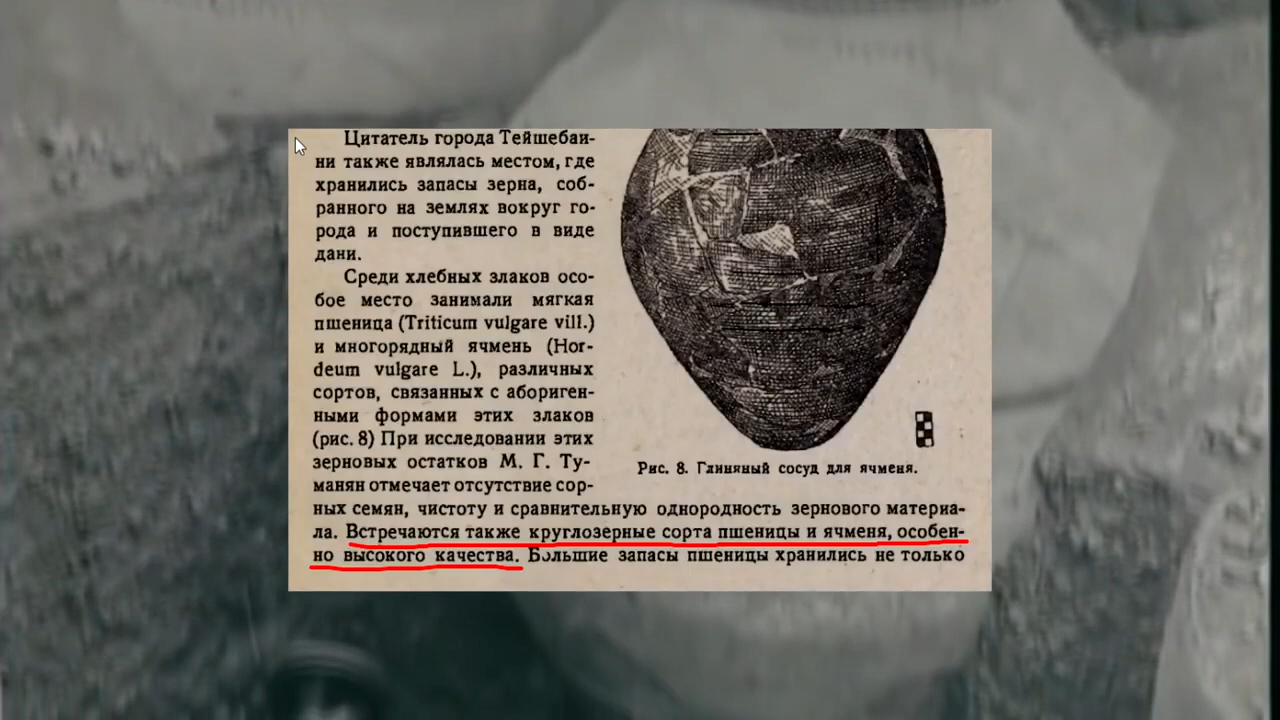 Цитатель города Тейшебаи-
ни также являлась местом, где
хранились запасы зерна, соб-
ранного на землях вокруг го-
рода и поступившего в виде
дани.
Среди хлебных злаков осо-
бое место занимали мягкая
пшеница (Triticum vulgare vill.)
и многорядный ячмень (Hor-
deum vulgare L.), различных
сортов, связанных с абориген-
ными формами этих злаков
(рис. 8) При исследовании этих
зерновых остатков М. Г. Ту-
манян отмечает отсутствие сор-
ных семян, чистоту и сравнительную однородность зернового материа-
ла. Встречаются также круглозерные сорта пшеницы и ячменя, особен-
но высокого качества. Большие запасы пшеницы хранились не только
Рис. 8. Глиняный сосуд для ячменя.